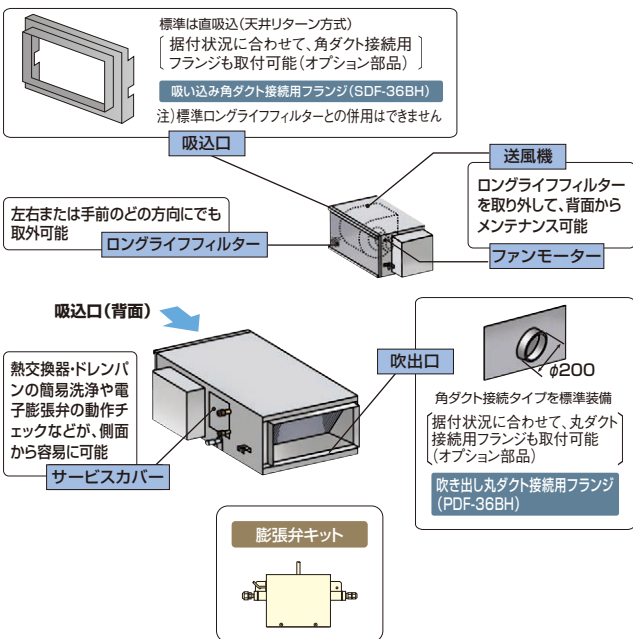 標準は直吸込(天井リターン方式)
据付状況に合わせて、角ダクト接続用
フランジも取付可能(オプション部品)
吸い込み角ダクト接続用フランジ(SDF-36BH)
注)標準ロングライフフィルターとの併用はできません
吸込口
送風機
ロングライフフィルター
を取り外して、背面から
メンテナンス可能
ファンモーター
左右または手前のどの方向にでも
取外可能
ロングライフフィルター
吸込口(背面)
熱交換器・ドレンパ
ンの簡易洗浄や電
子膨張弁の動作チ
ェックなどが、側面
から容易に可能
サービスカバー
吹出口
φ200
角ダクト接続タイプを標準装備
据付状況に合わせて、丸ダクト
接続用フランジも取付可能
(オプション部品)
吹き出し丸ダクト接続用フランジ
(PDF-36BH)
膨張弁キット